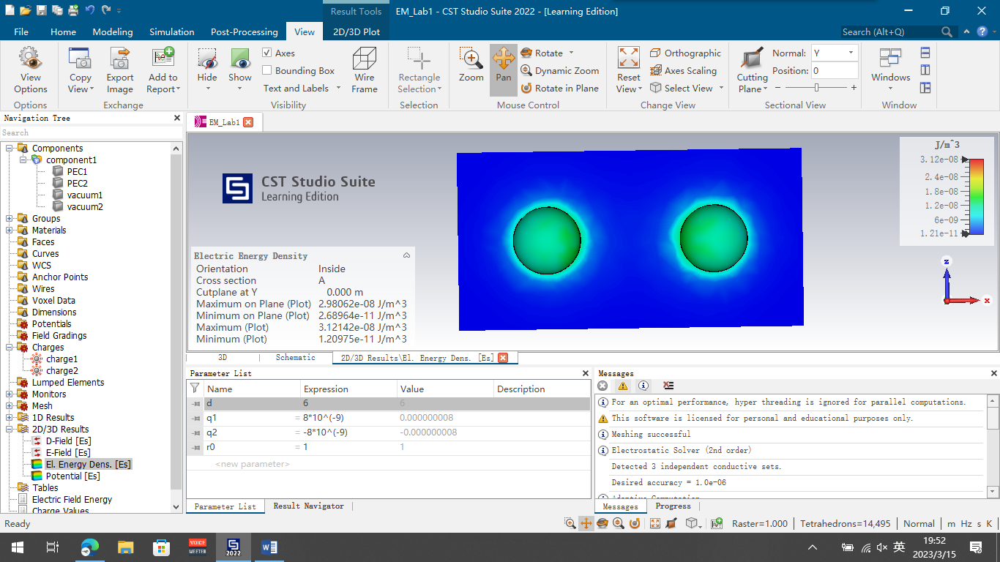 Result Tools
EM_Lab1 - CST Studio Suite 2022 - [Learning Edition]
File Home Modeling Simulation Post-Processing View 2D/3D Plot
Search (Alt+Q)
View Options
Copy View
Export Image
Add to Report
Hide
Show
Axes
Bounding Box
Text and Labels
Wire Frame
Rectangle Selection
Zoom
Pan
Rotate
Dynamic Zoom
Rotate in Plane
Reset View
Orthographic
Axes Scaling
Select View
Cutting Plane
Normal: Y
Position: 0
Windows
Options Exchange Visibility Selection Mouse Control Change View Sectional View Window
Navigation Tree
Search
Components
component1
PEC1
PEC2
vacuum1
vacuum2
Groups
Materials
Faces
Curves
WCS
Anchor Points
Wires
Voxel Data
Dimensions
Potentials
Field Gradings
Charges
charge1
charge2
Lumped Elements
Monitors
Mesh
1D Results
2D/3D Results
D-Field [Es]
E-Field [Es]
El. Energy Dens. [Es]
Potential [Es]
Tables
Electric Field Energy
Charge Values
EM_Lab1
CST Studio Suite
Learning Edition
J/m^3
3.12e-08
2.4e-08
1.8e-08
1.2e-08
6e-09
1.21e-11
z
x
Electric Energy Density
Orientation Inside
Cross section A
Cutplane at Y 0.000 m
Maximum on Plane (Plot) 2.98062e-08 J/m^3
Minimum on Plane (Plot) 2.68964e-11 J/m^3
Maximum (Plot) 3.12142e-08 J/m^3
Minimum (Plot) 1.20975e-11 J/m^3
3D Schematic 2D/3D Results\El. Energy Dens. [Es]
Parameter List
Name Expression Value Description
d 6 6
q1 = 8*10^(-9) 0.000000008
q2 = -8*10^(-9) -0.000000008
r0 = 1 1
<new parameter>
Parameter List Result Navigator
Messages
For an optimal performance, hyper threading is ignored for parallel computations.
This software is licensed for personal and educational purposes only.
Meshing successful
Electrostatic Solver (2nd order)
Detected 3 independent conductive sets.
Desired accuracy = 1.0e-06
Adaptive Computation
Messages Progress
Ready
Raster=1.000 Tetrahedrons=14,495 Normal m Hz s K
VOICE
MEETER
2022
W
英
19:52
2023/3/15